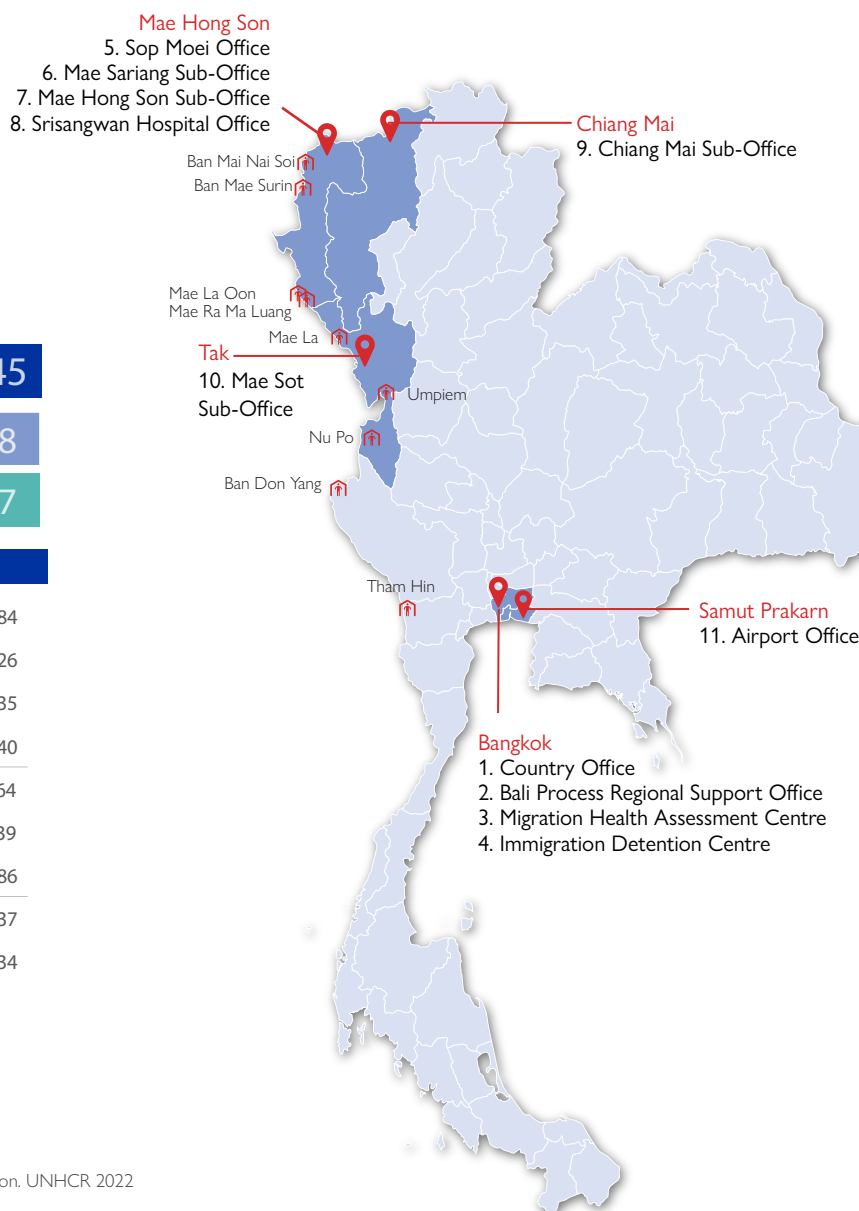 Mae Hong Son
5. Sop Moei Office
6. Mae Sariang Sub-Office
7. Mae Hong Son Sub-Office
8. Srisangwan Hospital Office
Chiang Mai
9. Chiang Mai Sub-Office
Ban Mai Nai Soi
Ban Mae Surin
Mae La Oon
Mae Ra Ma Luang
Mae La
Tak
10. Mae Sot
Sub-Office
Umpiem
Nu Po
Ban Don Yang
Tham Hin
Samut Prakarn
11. Airport Office
Bangkok
1. Country Office
2. Bali Process Regional Support Office
3. Migration Health Assessment Centre
4. Immigration Detention Centre
45
8
7
84
26
35
40
64
39
86
37
34
on. UNHCR 2022